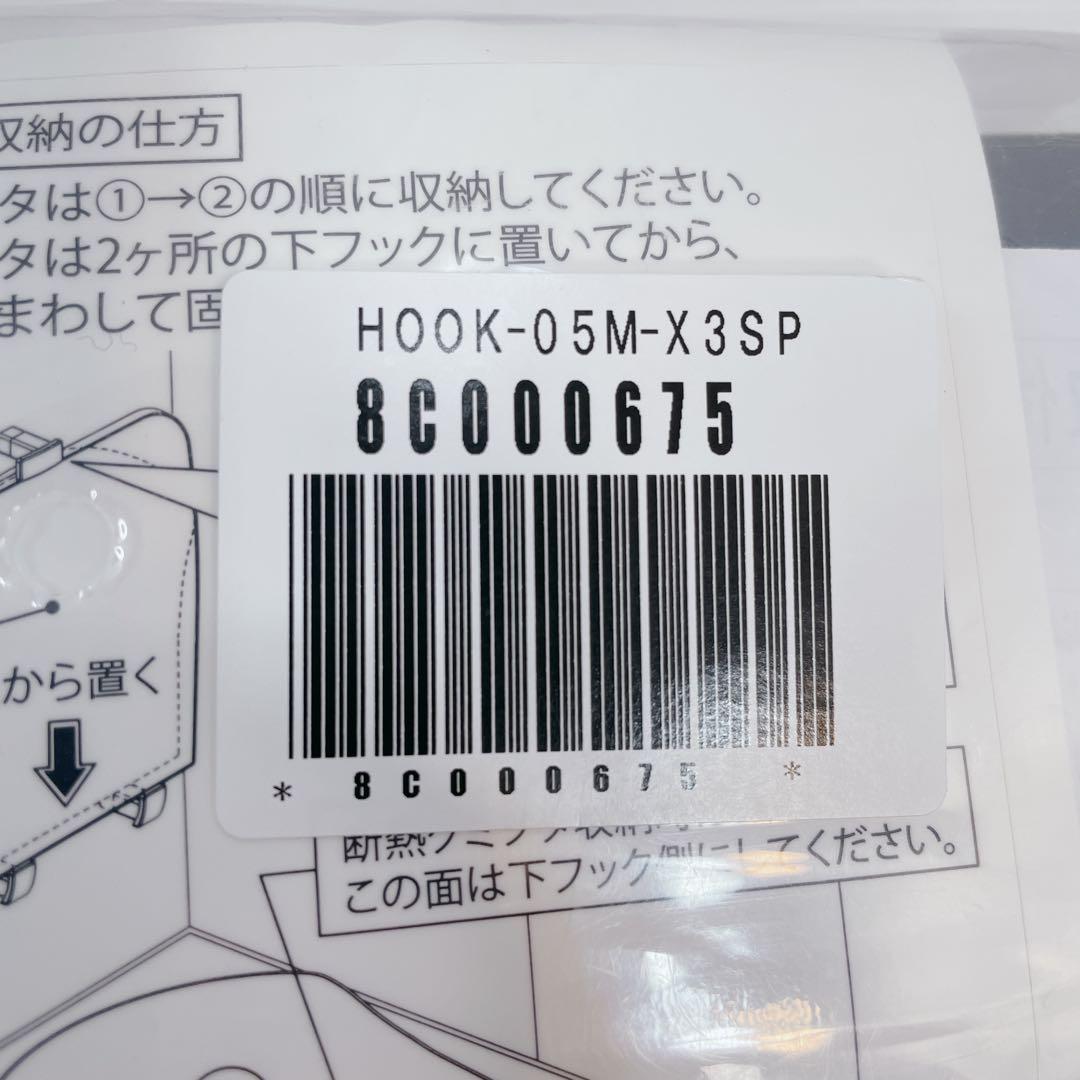 収納の仕方
タは①→②の順に収納してください。
タは2ヶ所の下フックに置いてから、
まわして固
HOOK-05M-X3SP
8C000675
* 8C000675 *
から置く
断熱
この面は下フック側にしてください。